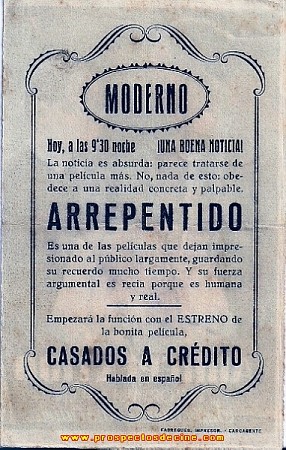 MODERNO
Hoy, a las 9'30 noche ¡UNA BUENA NOTICIA!
La noticia es absurda: parece tratarse de
una película más. No, nada de esto: obe-
dece a una realidad concreta y palpable.
ARREPENTIDO
Es una de las películas que dejan impre-
sionado al público largamente, guardando
su recuerdo mucho tiempo. Y su fuerza
argumental es recia porque es humana
y real.
Empezará la función con el ESTRENO de
la bonita película,
CASADOS A CRÉDITO
Hablada en español
FABREGUES, IMPRESOR. - CARCAGENTE
www.prospectosdecine.com